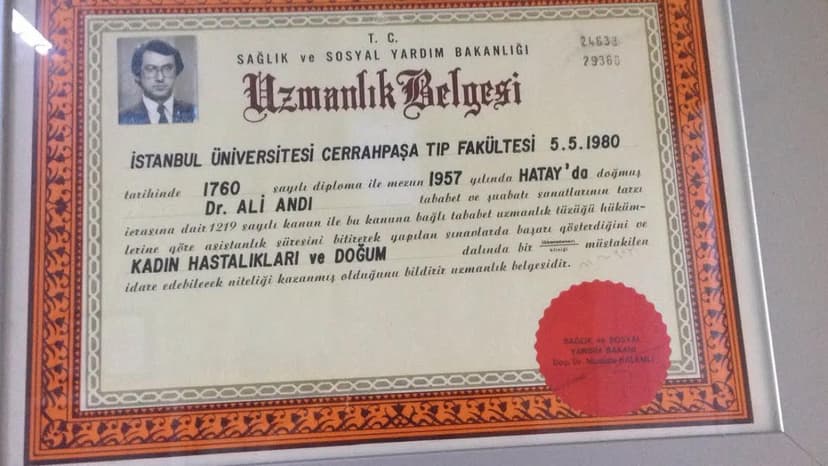 T. C.
SAĞLIK ve SOSYAL YARDIM BAKANLIĞI
24633
29360
Uzmanlık Belgesi
İSTANBUL ÜNİVERSİTESİ CERRAHPAŞA TIP FAKÜLTESİ 5.5.1980
tarihinde 1760 sayılı diploma ile mezun 1957 yılında HATAY'da doğmuş
Dr. ALİ ANDI tababet ve şuabatı sanatlarının tarzı
icrasına dair 1219 sayılı kanun ile bu kanuna bağlı tababet uzmanlık tüzüğü hüküm-
lerine göre asistanlık süresini bitirerek yapılan sınavlarda başarı gösterdiğini ve
KADIN HASTALIKLARI ve DOĞUM dalında bir müstakilen
idare edebilecek niteliği kazanmış olduğunu bildirir uzmanlık belgesidir.
SAĞLIK ve SOSYAL
YARDIM BAKANI
Doç. Dr.